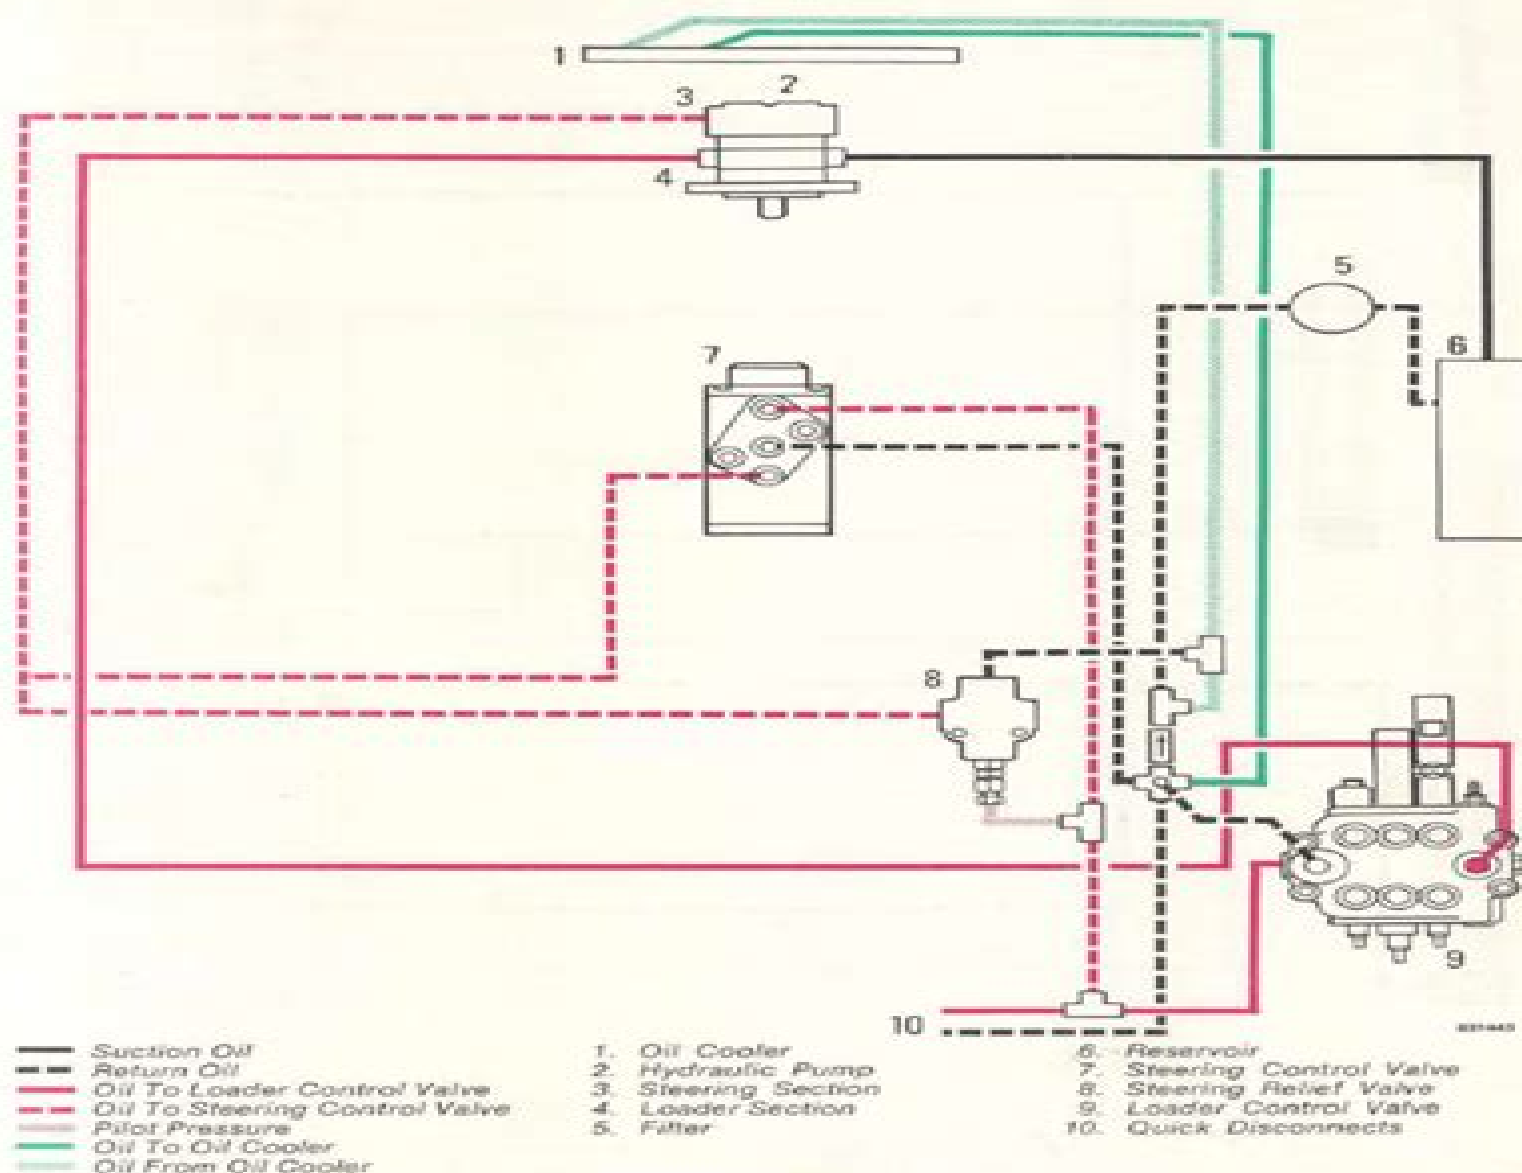 1
2
3
4
5
6
7
8
9
10
Suction Oil
Return Oil
Oil To Loader Control Valve
Oil To Steering Control Valve
Pilot Pressure
Oil To Oil Cooler
Oil From Oil Cooler
1. Oil Cooler
2. Hydraulic Pump
3. Steering Section
4. Loader Section
5. Filter
6. Reservoir
7. Steering Control Valve
8. Steering Relief Valve
9. Loader Control Valve
10. Quick Disconnects